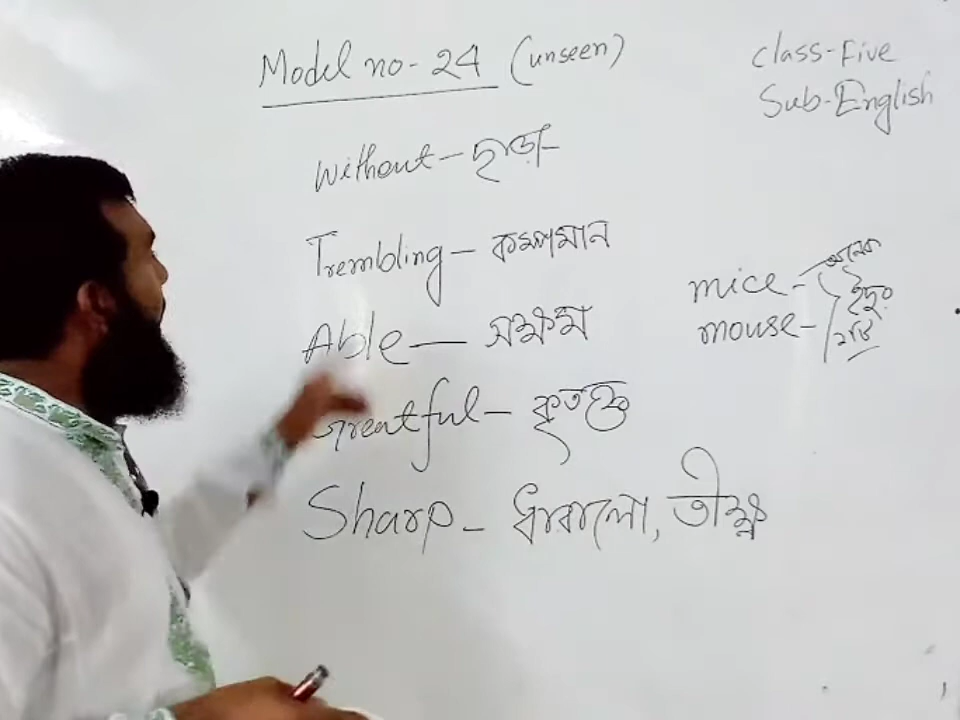 Model no- 24 (unseen)
class-Five
Sub-English
without - ছাড়া
Trembling - কম্পমান
Able - সক্ষম
Greatful - কৃতজ্ঞ
Sharp - ধারালো, তীক্ষ্ণ
mice - অনেক
ইদুর
mouse -